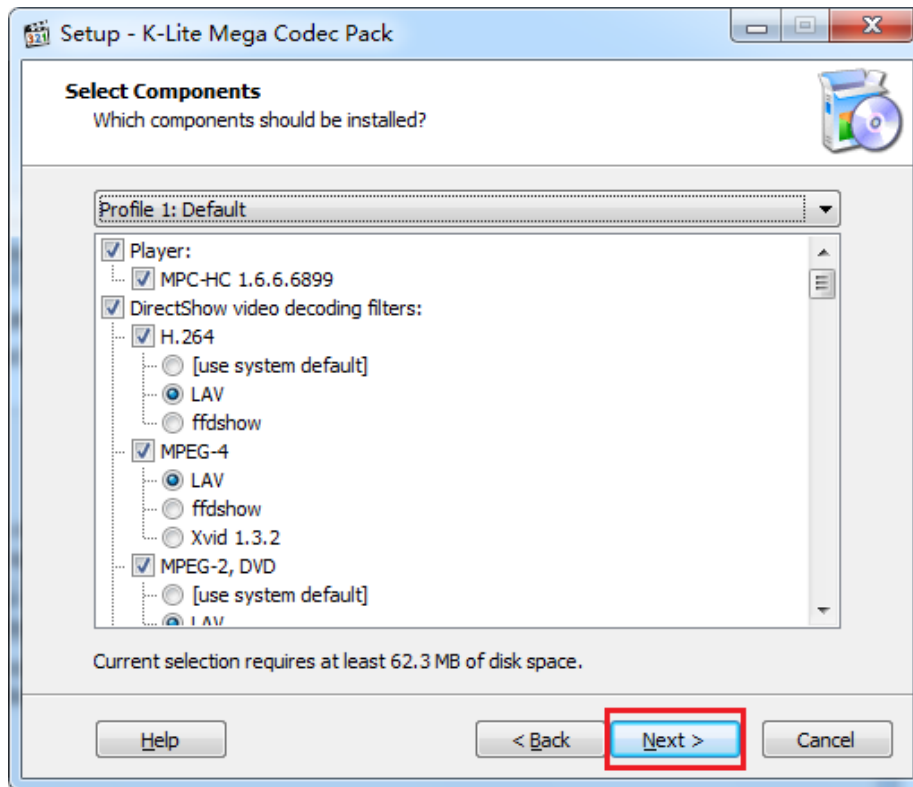 Setup - K-Lite Mega Codec Pack
Select Components
Which components should be installed?
Profile 1: Default
Player:
MPC-HC 1.6.6.6899
DirectShow video decoding filters:
H.264
[use system default]
LAV
ffdshow
MPEG-4
LAV
ffdshow
Xvid 1.3.2
MPEG-2, DVD
[use system default]
LAV
Current selection requires at least 62.3 MB of disk space.
Help < Back Next > Cancel